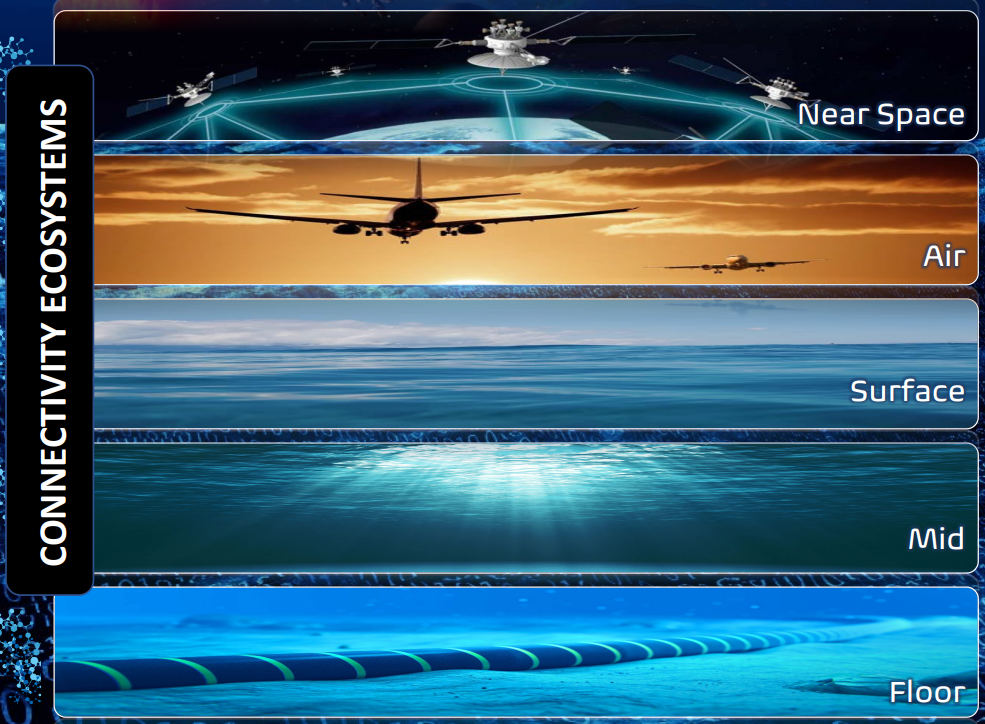 CONNECTIVITY ECOSYSTEMS
Near Space
Air
Surface
Mid
Floor